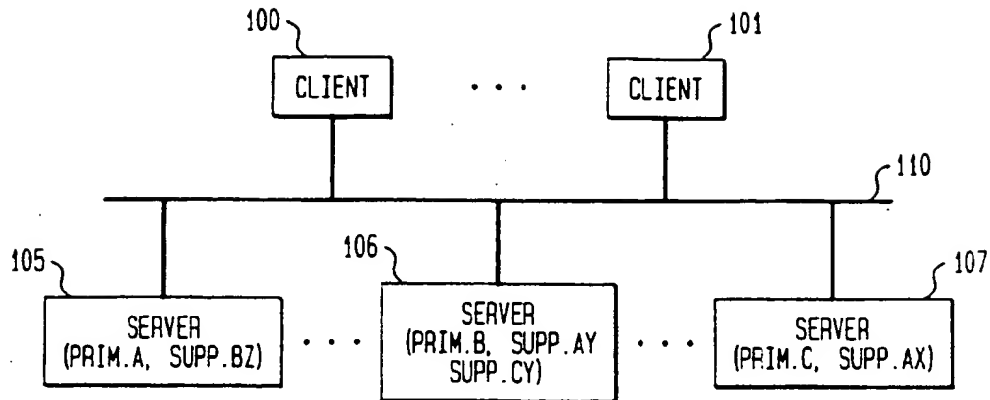 100
101
CLIENT
. . .
CLIENT
110
105
106
107
SERVER
(PRIM.A, SUPP.BZ)
. . . .
SERVER
(PRIM.B, SUPP.AY
SUPP.CY)
. . . .
SERVER
(PRIM.C, SUPP.AX)